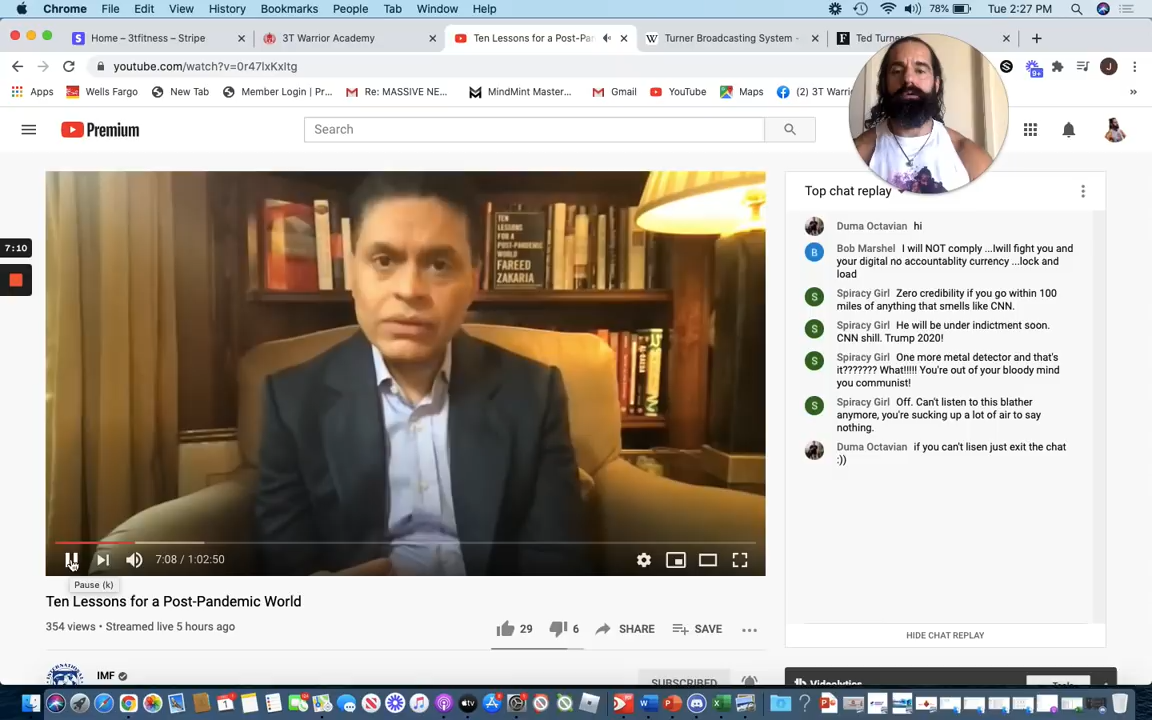 Chrome File Edit View History Bookmarks People Tab Window Help 78% Tue 2:27 PM
Home – 3tfitness – Stripe 3T Warrior Academy Ten Lessons for a Post-Pan Turner Broadcasting System - Ted Turner
youtube.com/watch?v=0r47lxKxltg
Apps Wells Fargo New Tab Member Login | Pr... Re: MASSIVE NE... MindMint Master... Gmail YouTube Maps (2) 3T Warri
Premium
Search
Top chat replay
Duma Octavian hi
Bob Marshel I will NOT comply ...Iwill fight you and
your digital no accountablity currency ...lock and
load
Spiracy Girl Zero credibility if you go within 100
miles of anything that smells like CNN.
Spiracy Girl He will be under indictment soon.
CNN shill. Trump 2020!
Spiracy Girl One more metal detector and that's
it??????? What!!!!! You're out of your bloody mind
you communist!
Spiracy Girl Off. Can't listen to this blather
anymore, you're sucking up a lot of air to say
nothing.
Duma Octavian if you can't lisen just exit the chat
:))
HIDE CHAT REPLAY
TEN
LESSONS
FOR A
POST-PANDEMIC
WORLD
FAREED
ZAKARIA
7:10
7:08 / 1:02:50
Pause (k)
Ten Lessons for a Post-Pandemic World
354 views • Streamed live 5 hours ago
29 6 SHARE SAVE
IMF
SUBSCRIBED
Videolytics